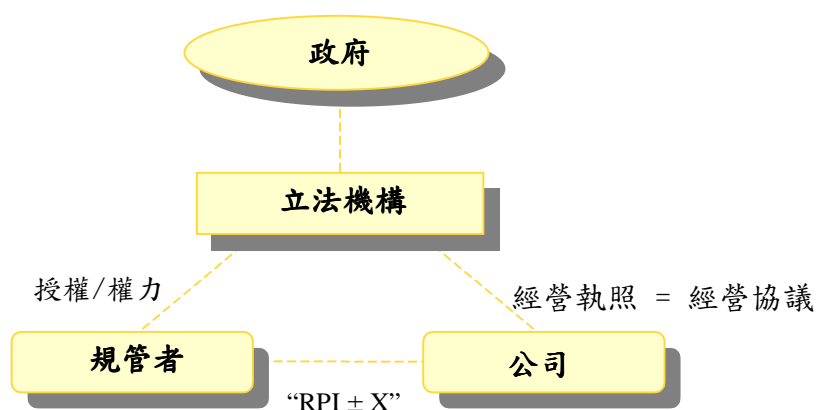 政府
立法機構
授權/權力
經營執照 = 經營協議
規管者
公司
“RPI ± X”